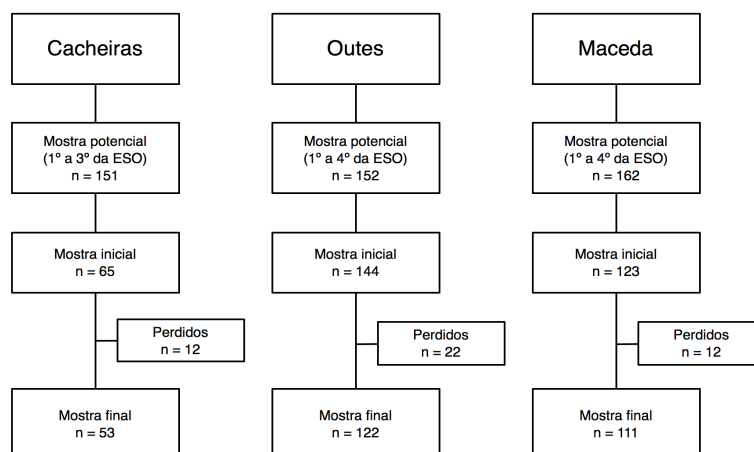 Cacheiras
Mostra potencial
(1º a 3º da ESO)
n = 151
Mostra inicial
n = 65
Perdidos
n = 12
Mostra final
n = 53
Outes
Mostra potencial
(1º a 4º da ESO)
n = 152
Mostra inicial
n = 144
Perdidos
n = 22
Mostra final
n = 122
Maceda
Mostra potencial
(1º a 4º da ESO)
n = 162
Mostra inicial
n = 123
Perdidos
n = 12
Mostra final
n = 111